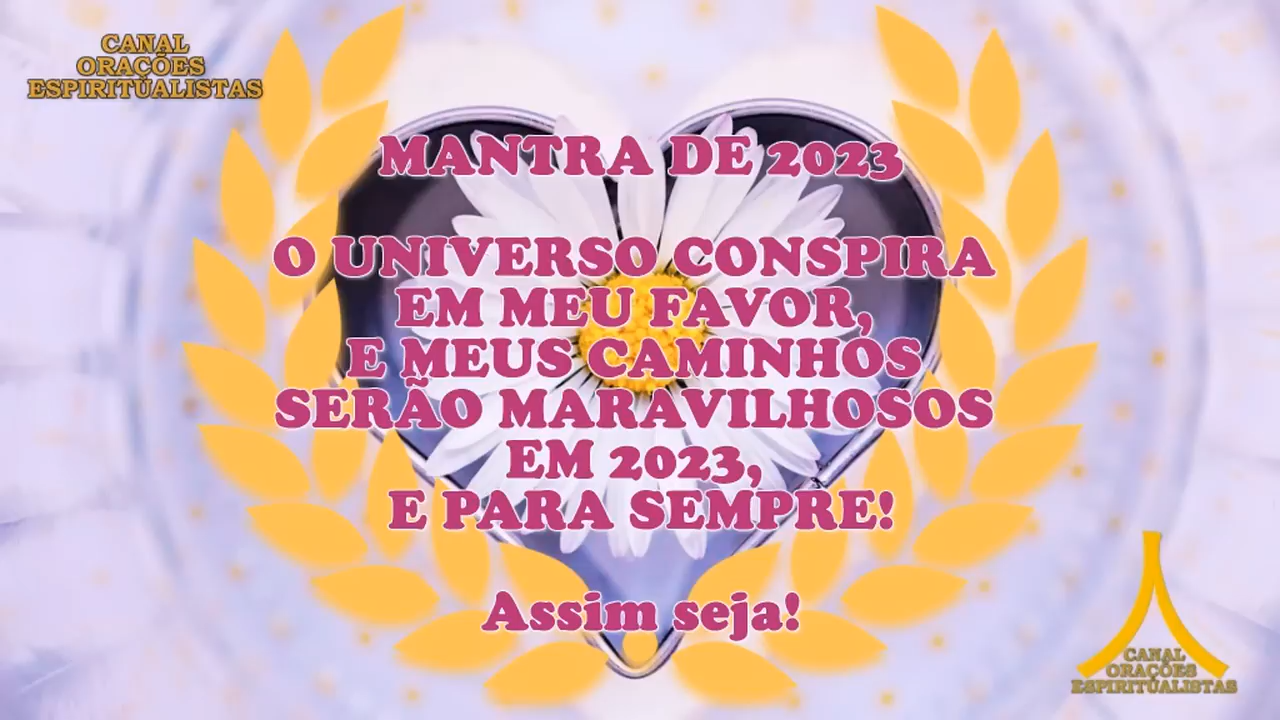 CANAL
ORAÇÕES
ESPIRITUALISTAS
MANTRA DE 2023
O UNIVERSO CONSPIRA
EM MEU FAVOR,
E MEUS CAMINHOS
SERÃO MARAVILHOSOS
EM 2023,
E PARA SEMPRE!
Assim seja!
CANAL
ORAÇÕES
ESPIRITUALISTAS